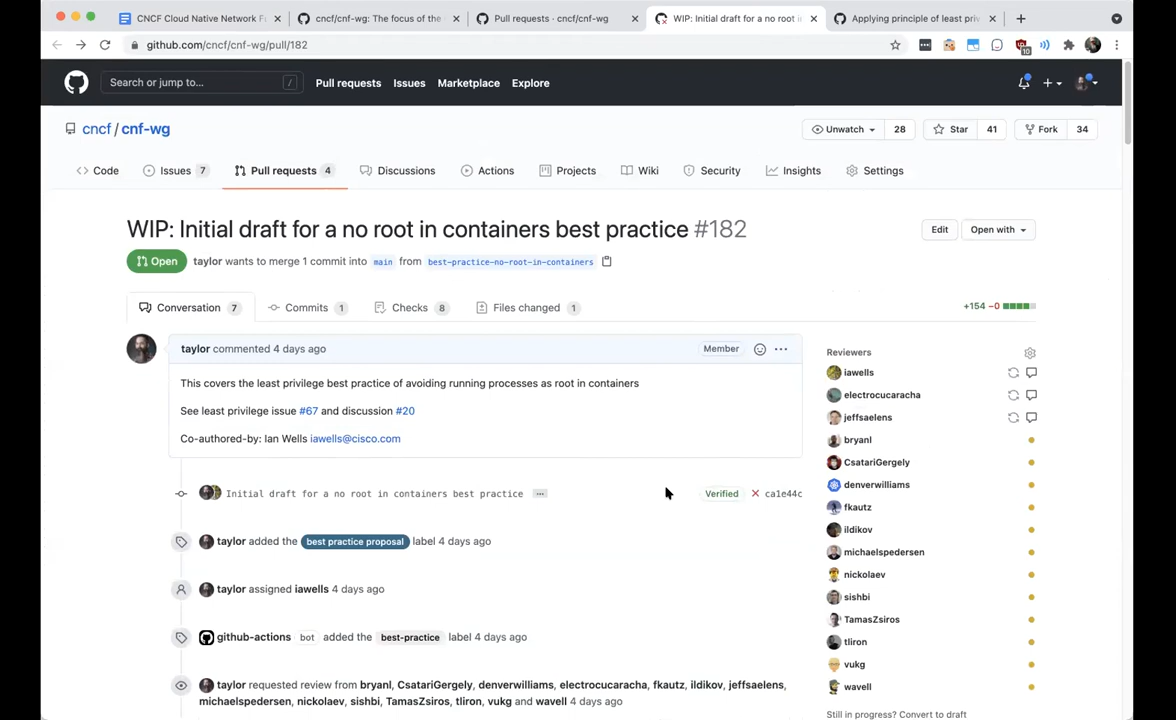 CNCF Cloud Native Network F
cnf/cnf-wg: The focus of the
Pull requests · cncf/cnf-wg
WIP: Initial draft for a no root i
Applying principle of least priv
github.com/cncf/cnf-wg/pull/182
10
Search or jump to...
/
Pull requests
Issues
Marketplace
Explore
cncf / cnf-wg
Unwatch
28
Star
41
Fork
34
Code
Issues 7
Pull requests 4
Discussions
Actions
Projects
Wiki
Security
Insights
Settings
WIP: Initial draft for a no root in containers best practice #182
Edit
Open with
Open
taylor wants to merge 1 commit into main from best-practice-no-root-in-containers
Conversation 7
Commits 1
Checks 8
Files changed 1
+154 −0
taylor commented 4 days ago
Member
This covers the least privilege best practice of avoiding running processes as root in containers
See least privilege issue #67 and discussion #20
Co-authored-by: Ian Wells iawells@cisco.com
Initial draft for a no root in containers best practice
Verified
ca1e44c
taylor added the best practice proposal label 4 days ago
taylor assigned iawells 4 days ago
github-actions bot added the best-practice label 4 days ago
taylor requested review from bryanl, CsatariGergely, denverwilliams, electrocucaracha, fkautz, ildikov, jeffsaelens,
michaelspedersen, nickolaev, sishbi, TamasZsiros, tliron, vukg and wavell 4 days ago
Reviewers
iawells
electrocucaracha
jeffsaelens
bryanl
CsatariGergely
denverwilliams
fkautz
ildikov
michaelspedersen
nickolaev
sishbi
TamasZsiros
tliron
vukg
wavell
Still in progress? Convert to draft